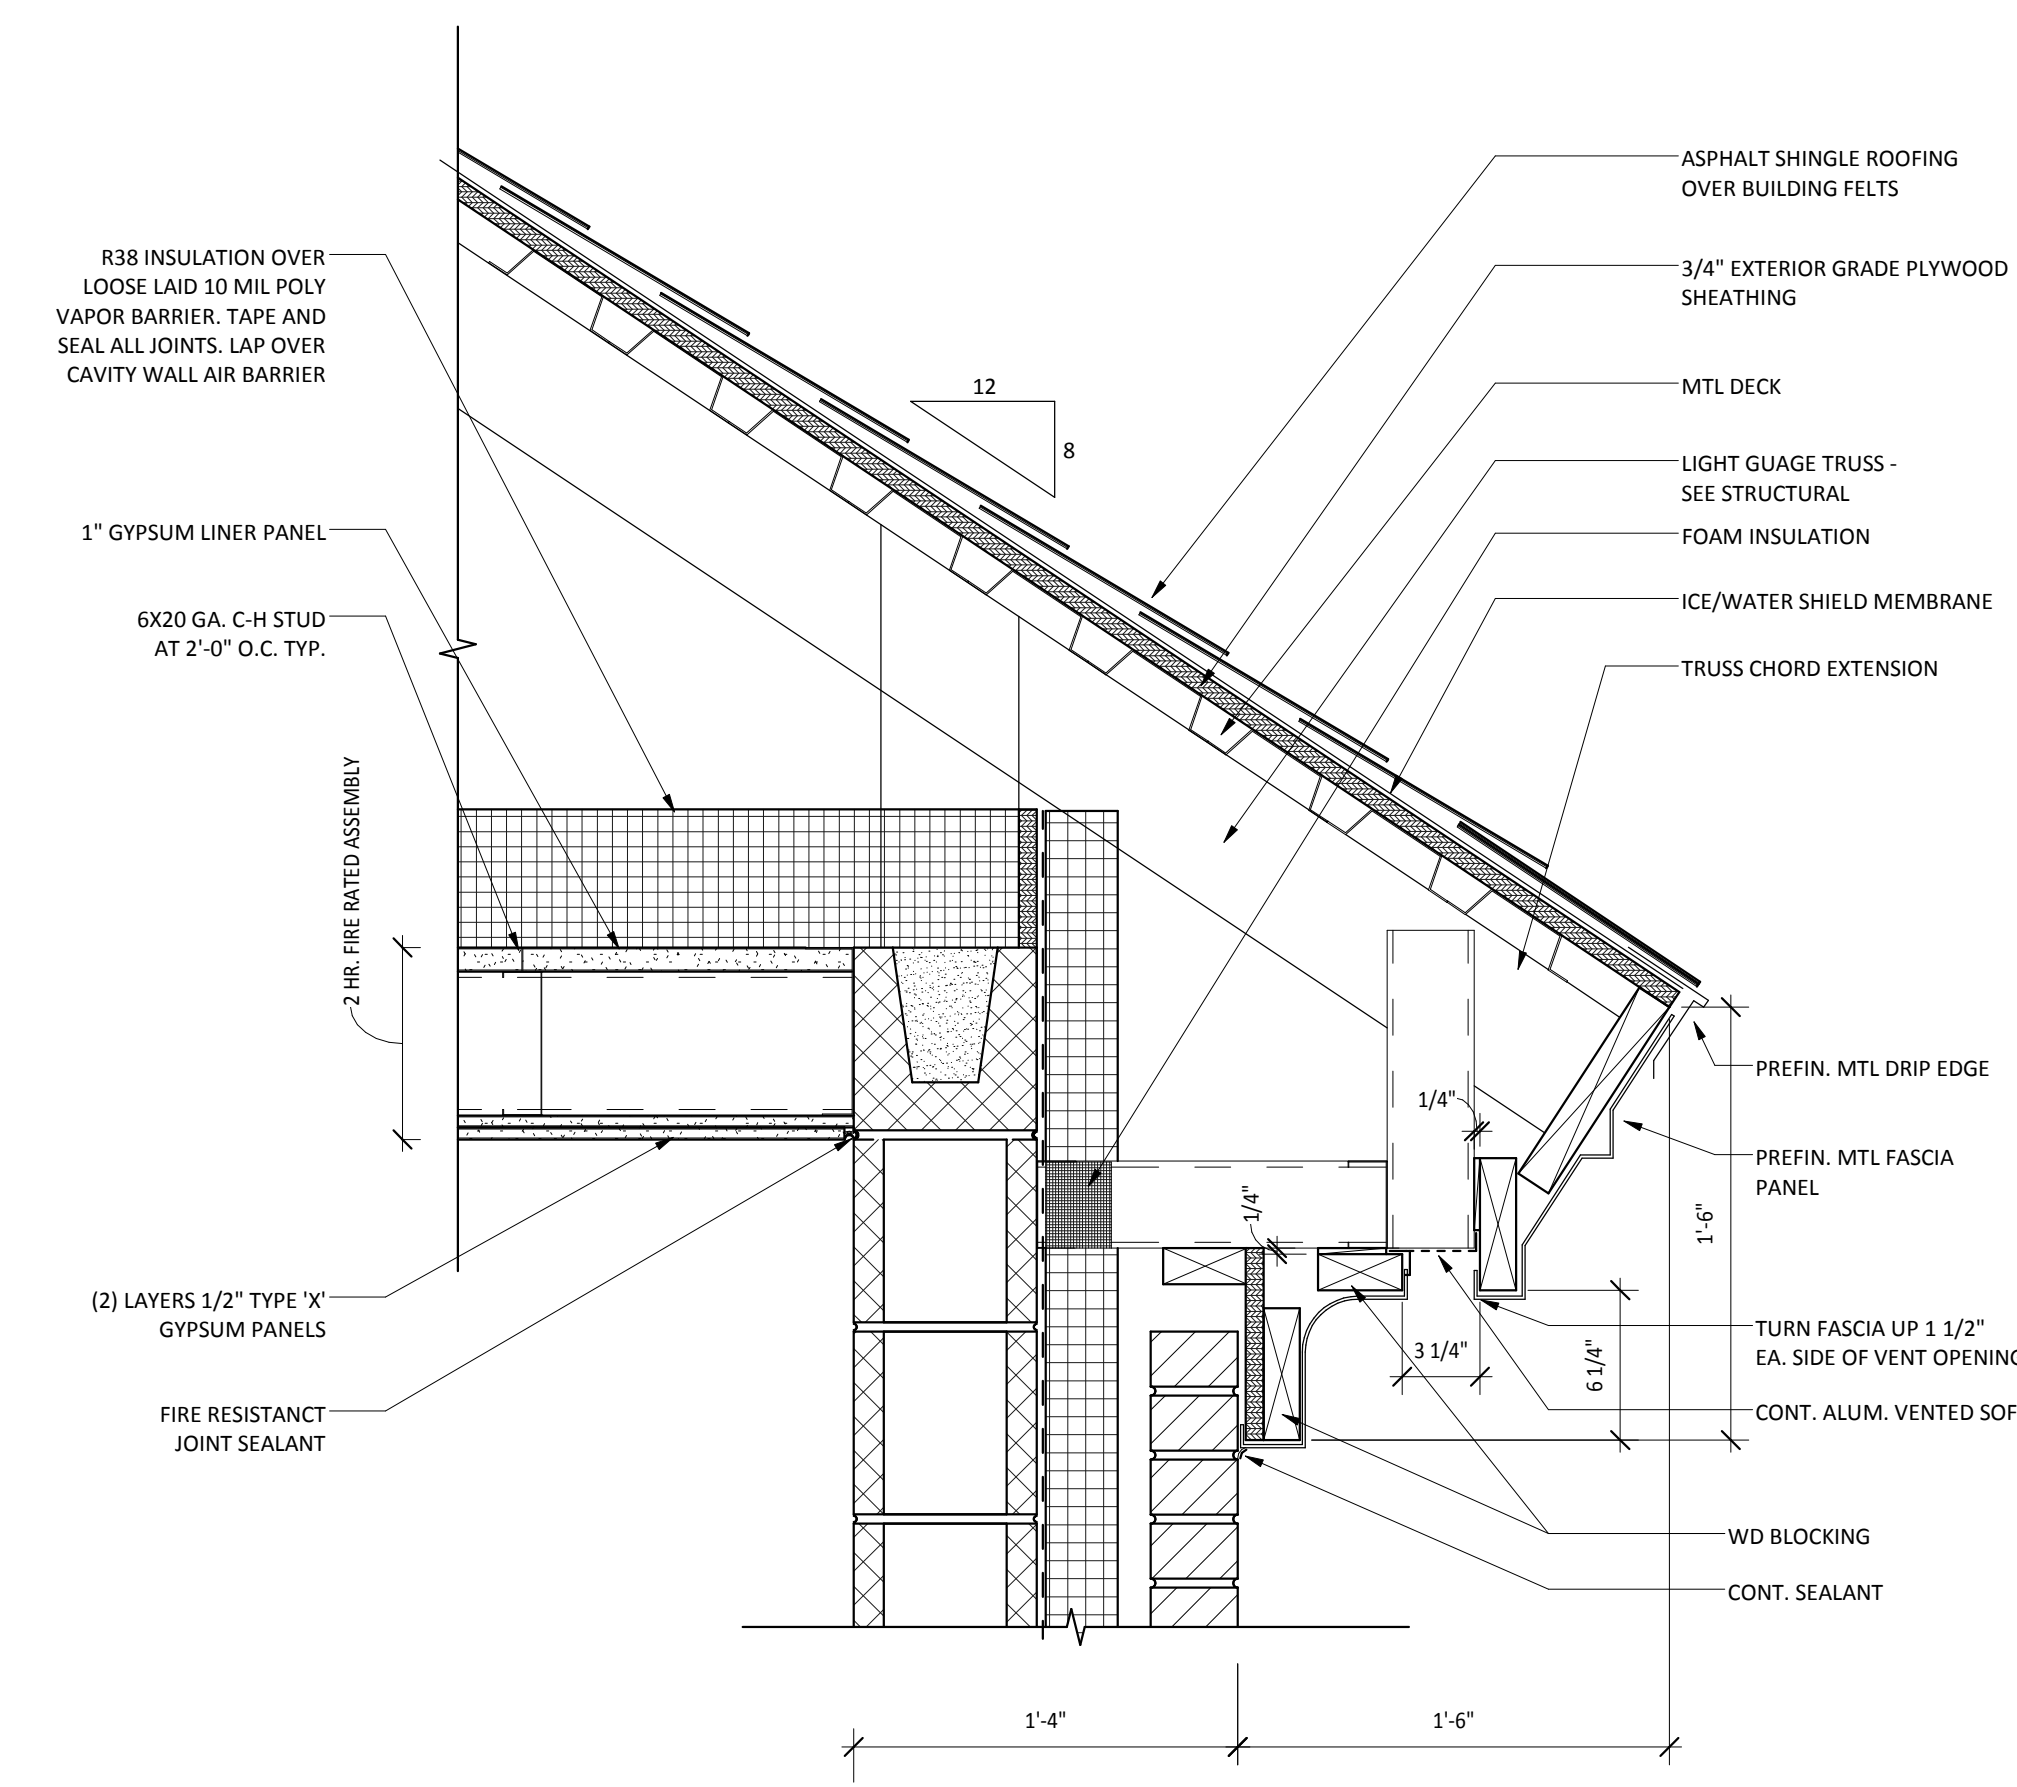 R38 INSULATION OVER
LOOSE LAID 10 MIL POLY
VAPOR BARRIER. TAPE AND
SEAL ALL JOINTS. LAP OVER
CAVITY WALL AIR BARRIER
1" GYPSUM LINER PANEL
6X20 GA. C-H STUD
AT 2'-0" O.C. TYP.
2 HR. FIRE RATED ASSEMBLY
(2) LAYERS 1/2" TYPE 'X'
GYPSUM PANELS
FIRE RESISTANCT
JOINT SEALANT
12
8
ASPHALT SHINGLE ROOFING
OVER BUILDING FELTS
3/4" EXTERIOR GRADE PLYWOOD
SHEATHING
MTL DECK
LIGHT GUAGE TRUSS -
SEE STRUCTURAL
FOAM INSULATION
ICE/WATER SHIELD MEMBRANE
TRUSS CHORD EXTENSION
PREFIN. MTL DRIP EDGE
PREFIN. MTL FASCIA
PANEL
TURN FASCIA UP 1 1/2"
EA. SIDE OF VENT OPENING
CONT. ALUM. VENTED SOF
WD BLOCKING
CONT. SEALANT
1/4"
1/4"
3 1/4"
6 1/4"
1'-6"
1'-4"
1'-6"